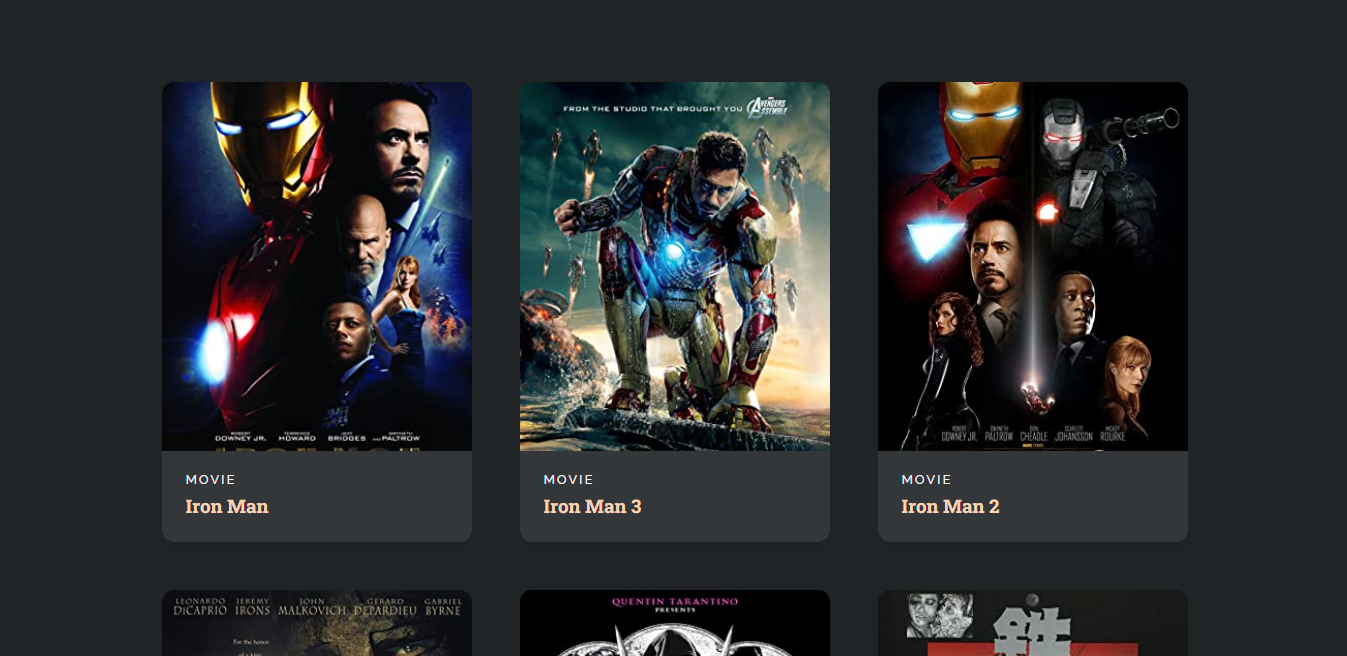 FROM THE STUDIO THAT BROUGHT YOU AVENGERS ASSEMBLE
ROBERT DOWNEY JR. TERRENCE HOWARD JEFF BRIDGES AND GWYNETH PALTROW
ROBERT DOWNEY JR. GWYNETH PALTROW DON CHEADLE SCARLETT JOHANSSON MICKEY ROURKE
MOVIE
Iron Man
MOVIE
Iron Man 3
MOVIE
Iron Man 2
LEONARDO DICAPRIO JEREMY IRONS JOHN MALKOVICH GERARD DEPARDIEU GABRIEL BYRNE
For the honor
of a king.
QUENTIN TARANTINO
PRESENTS
鉄